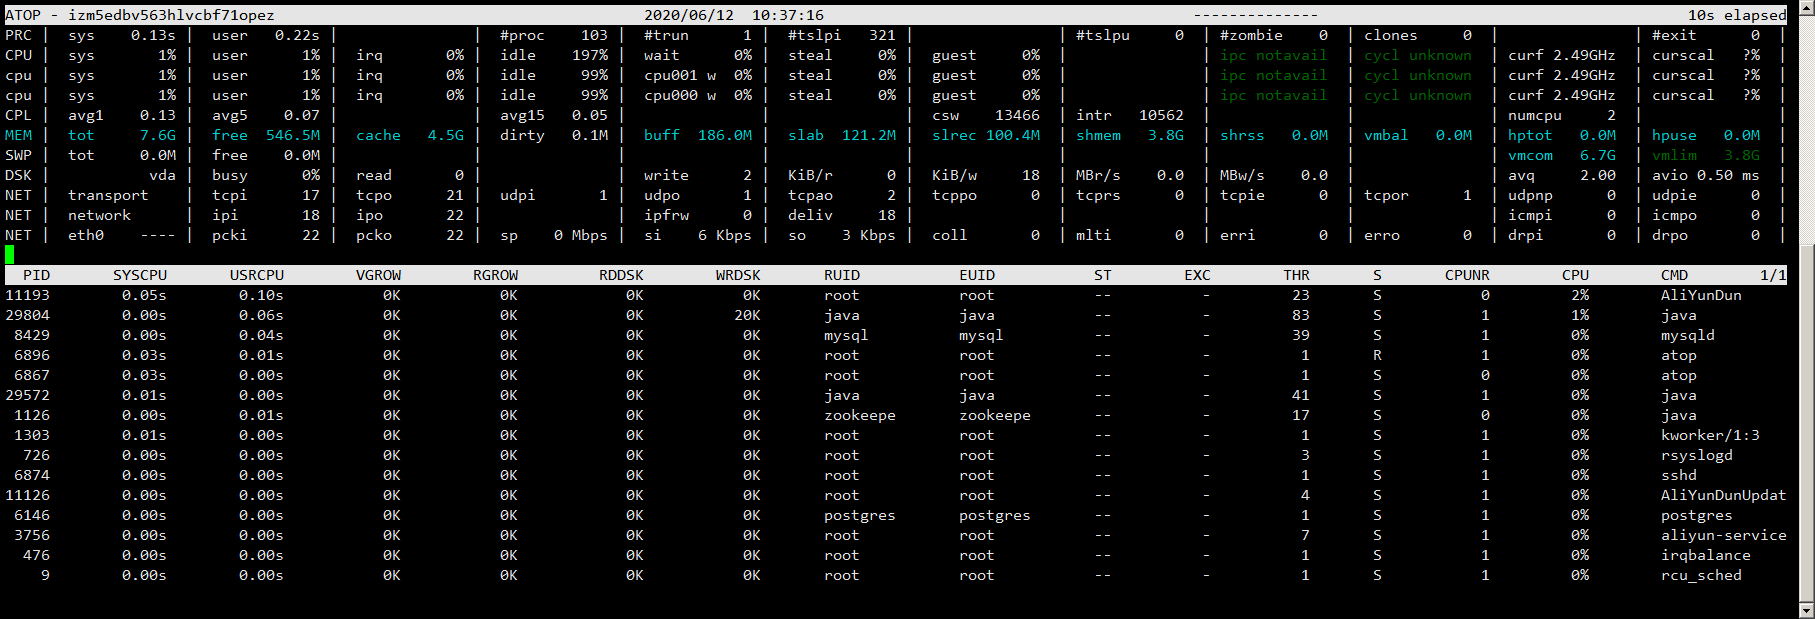 ATOP - izm5edbv563hlvcbf71opez 2020/06/12 10:37:16 -------------- 10s elapsed
PRC | sys 0.13s | user 0.22s | | #proc 103 | #trun 1 | #tslpi 321 | | #tslpu 0 | #zombie 0 | clones 0 | | #exit 0 |
CPU | sys 1% | user 1% | irq 0% | idle 197% | wait 0% | steal 0% | guest 0% | | ipc notavail | cycl unknown | curf 2.49GHz | curscal ?% |
cpu | sys 1% | user 1% | irq 0% | idle 99% | cpu001 w 0% | steal 0% | guest 0% | | ipc notavail | cycl unknown | curf 2.49GHz | curscal ?% |
cpu | sys 1% | user 1% | irq 0% | idle 99% | cpu000 w 0% | steal 0% | guest 0% | | ipc notavail | cycl unknown | curf 2.49GHz | curscal ?% |
CPL | avg1 0.13 | avg5 0.07 | | avg15 0.05 | | | csw 13466 | intr 10562 | | | numcpu 2 | |
MEM | tot 7.6G | free 546.5M | cache 4.5G | dirty 0.1M | buff 186.0M | slab 121.2M | slrec 100.4M | shmem 3.8G | shrss 0.0M | vmbal 0.0M | hptot 0.0M | hpuse 0.0M |
SWP | tot 0.0M | free 0.0M | | | | | | | | | vmcom 6.7G | vmlim 3.8G |
DSK | vda | busy 0% | read 0 | | write 2 | KiB/r 0 | KiB/w 18 | MBr/s 0.0 | MBw/s 0.0 | | avq 2.00 | avio 0.50 ms |
NET | transport | tcpi 17 | tcpo 21 | udpi 1 | udpo 1 | tcpao 2 | tcppo 0 | tcprs 0 | tcpie 0 | tcpor 1 | udpnp 0 | udpie 0 |
NET | network | ipi 18 | ipo 22 | | ipfrw 0 | deliv 18 | | | | | icmpi 0 | icmpo 0 |
NET | eth0 ---- | pcki 22 | pcko 22 | sp 0 Mbps | si 6 Kbps | so 3 Kbps | coll 0 | mlti 0 | erri 0 | erro 0 | drpi 0 | drpo 0 |
PID SYSCPU USRCPU VGROW RGROW RDDSK WRDSK RUID EUID ST EXC THR S CPUNR CPU CMD 1/1
11193 0.05s 0.10s 0K 0K 0K 0K root root -- - 23 S 0 2% AliYunDun
29804 0.00s 0.06s 0K 0K 0K 20K java java -- - 83 S 1 1% java
8429 0.00s 0.04s 0K 0K 0K 0K mysql mysql -- - 39 S 1 0% mysqld
6896 0.03s 0.01s 0K 0K 0K 0K root root -- - 1 R 1 0% atop
6867 0.03s 0.00s 0K 0K 0K 0K root root -- - 1 S 0 0% atop
29572 0.01s 0.00s 0K 0K 0K 0K java java -- - 41 S 1 0% java
1126 0.00s 0.01s 0K 0K 0K 0K zookeepe zookeepe -- - 17 S 0 0% java
1303 0.01s 0.00s 0K 0K 0K 0K root root -- - 1 S 1 0% kworker/1:3
726 0.00s 0.00s 0K 0K 0K 0K root root -- - 3 S 1 0% rsyslogd
6874 0.00s 0.00s 0K 0K 0K 0K root root -- - 1 S 1 0% sshd
11126 0.00s 0.00s 0K 0K 0K 0K root root -- - 4 S 1 0% AliYunDunUpdat
6146 0.00s 0.00s 0K 0K 0K 0K postgres postgres -- - 1 S 1 0% postgres
3756 0.00s 0.00s 0K 0K 0K 0K root root -- - 7 S 1 0% aliyun-service
476 0.00s 0.00s 0K 0K 0K 0K root root -- - 1 S 1 0% irqbalance
9 0.00s 0.00s 0K 0K 0K 0K root root -- - 1 S 1 0% rcu_sched